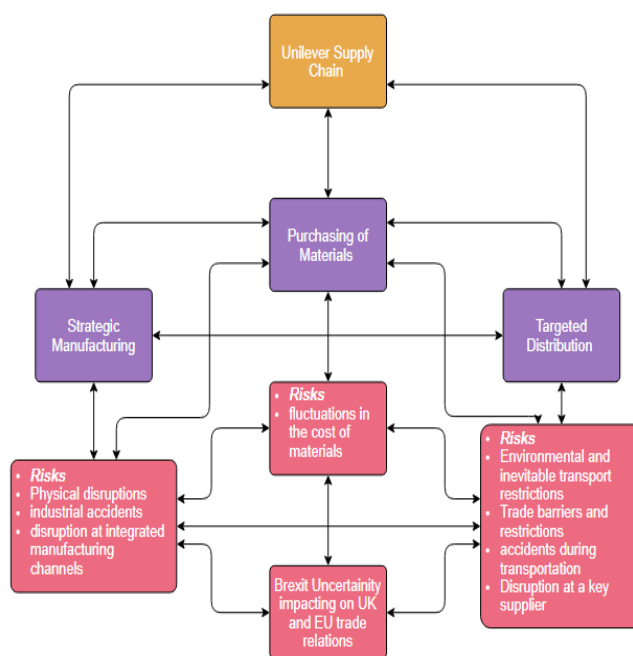 Unilever Supply
Chain
Purchasing of
Materials
Strategic
Manufacturing
Targeted
Distribution
• Risks
• fluctuations in
the cost of
materials
• Risks
• Physical disruptions
• industrial accidents
• disruption at integrated
manufacturing
channels
• Risks
• Environmental and
inevitable transport
restrictions
• Trade barriers and
restrictions
• accidents during
transportation
• Disruption at a key
supplier
Brexit Uncertainity
impacting on UK
and EU trade
relations